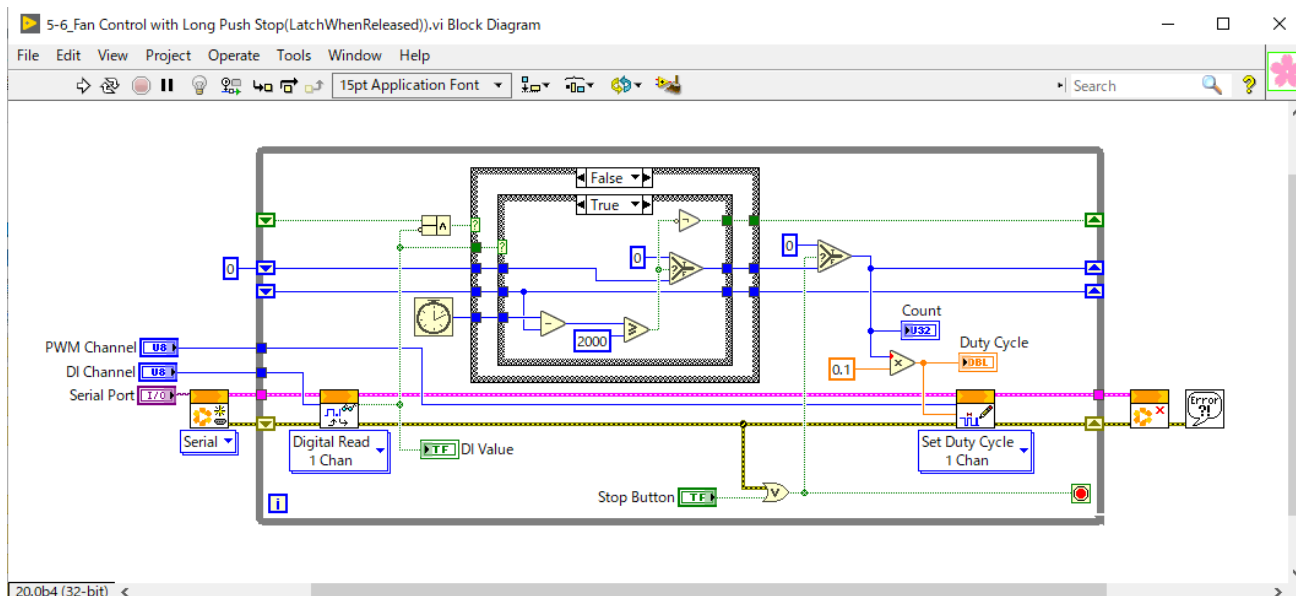 5-6_Fan Control with Long Push Stop(LatchWhenReleased)).vi Block Diagram
File Edit View Project Operate Tools Window Help
15pt Application Font
Search
False
True
0
0
0
2000
Count
U32
Duty Cycle
DBL
0.1
PWM Channel U8
DI Channel U8
Serial Port I/O
Serial
Digital Read
1 Chan
TF DI Value
Set Duty Cycle
1 Chan
Error
?!
Stop Button TF
i
20.0b4 (32-bit)